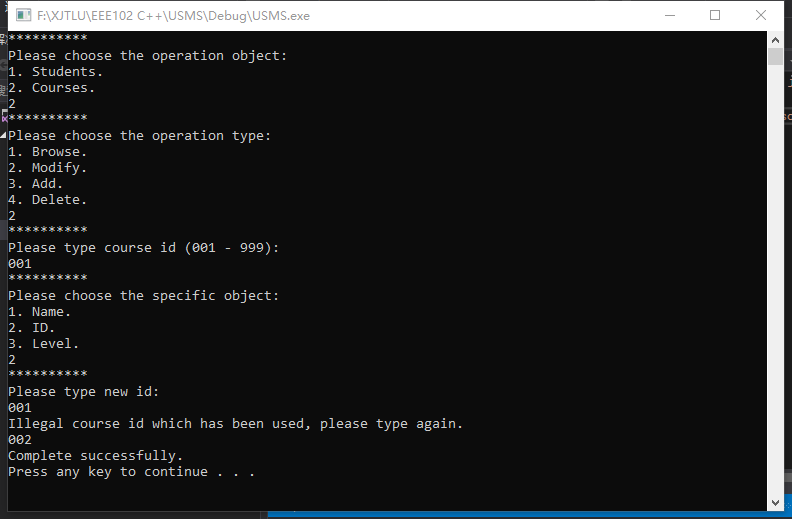 F:\XJTLU\EEE102 C++\USMS\Debug\USMS.exe
**********
Please choose the operation object:
1. Students.
2. Courses.
2
**********
Please choose the operation type:
1. Browse.
2. Modify.
3. Add.
4. Delete.
2
**********
Please type course id (001 - 999):
001
**********
Please choose the specific object:
1. Name.
2. ID.
3. Level.
2
**********
Please type new id:
001
Illegal course id which has been used, please type again.
002
Complete successfully.
Press any key to continue . . .